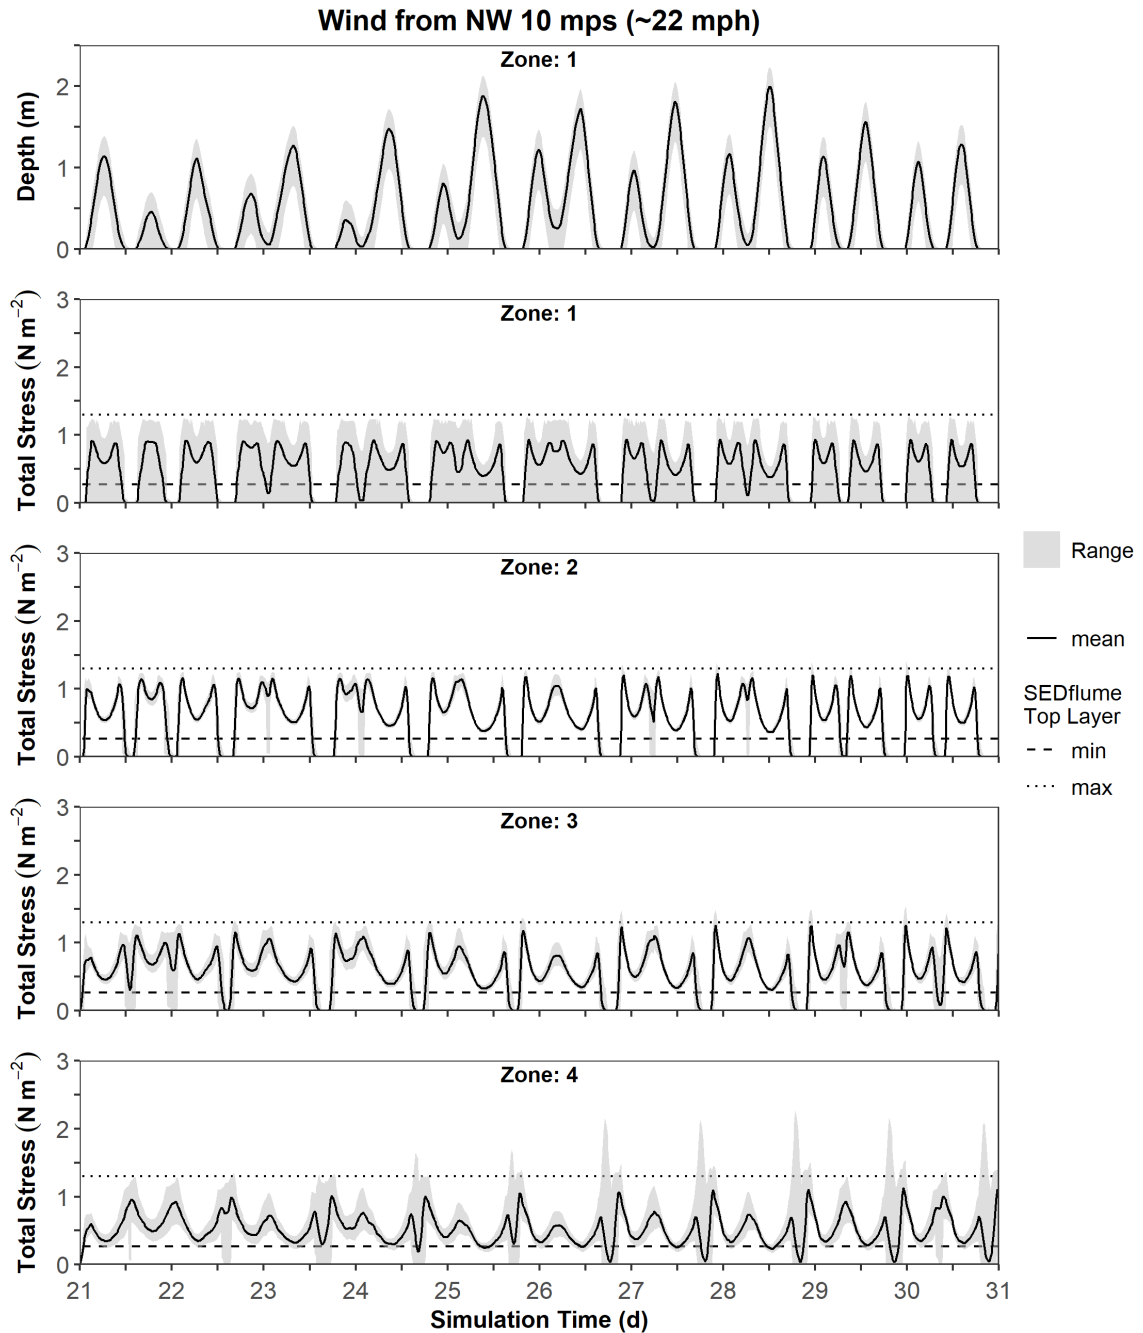 Wind from NW 10 mps (~22 mph)
Zone: 1
Depth (m)
2
1
0
Zone: 1
Total Stress (N m⁻²)
3
2
1
0
Zone: 2
Total Stress (N m⁻²)
3
2
1
0
Zone: 3
Total Stress (N m⁻²)
3
2
1
0
Zone: 4
Total Stress (N m⁻²)
3
2
1
0
21 22 23 24 25 26 27 28 29 30 31
Simulation Time (d)
Range
mean
SEDflume
Top Layer
min
max